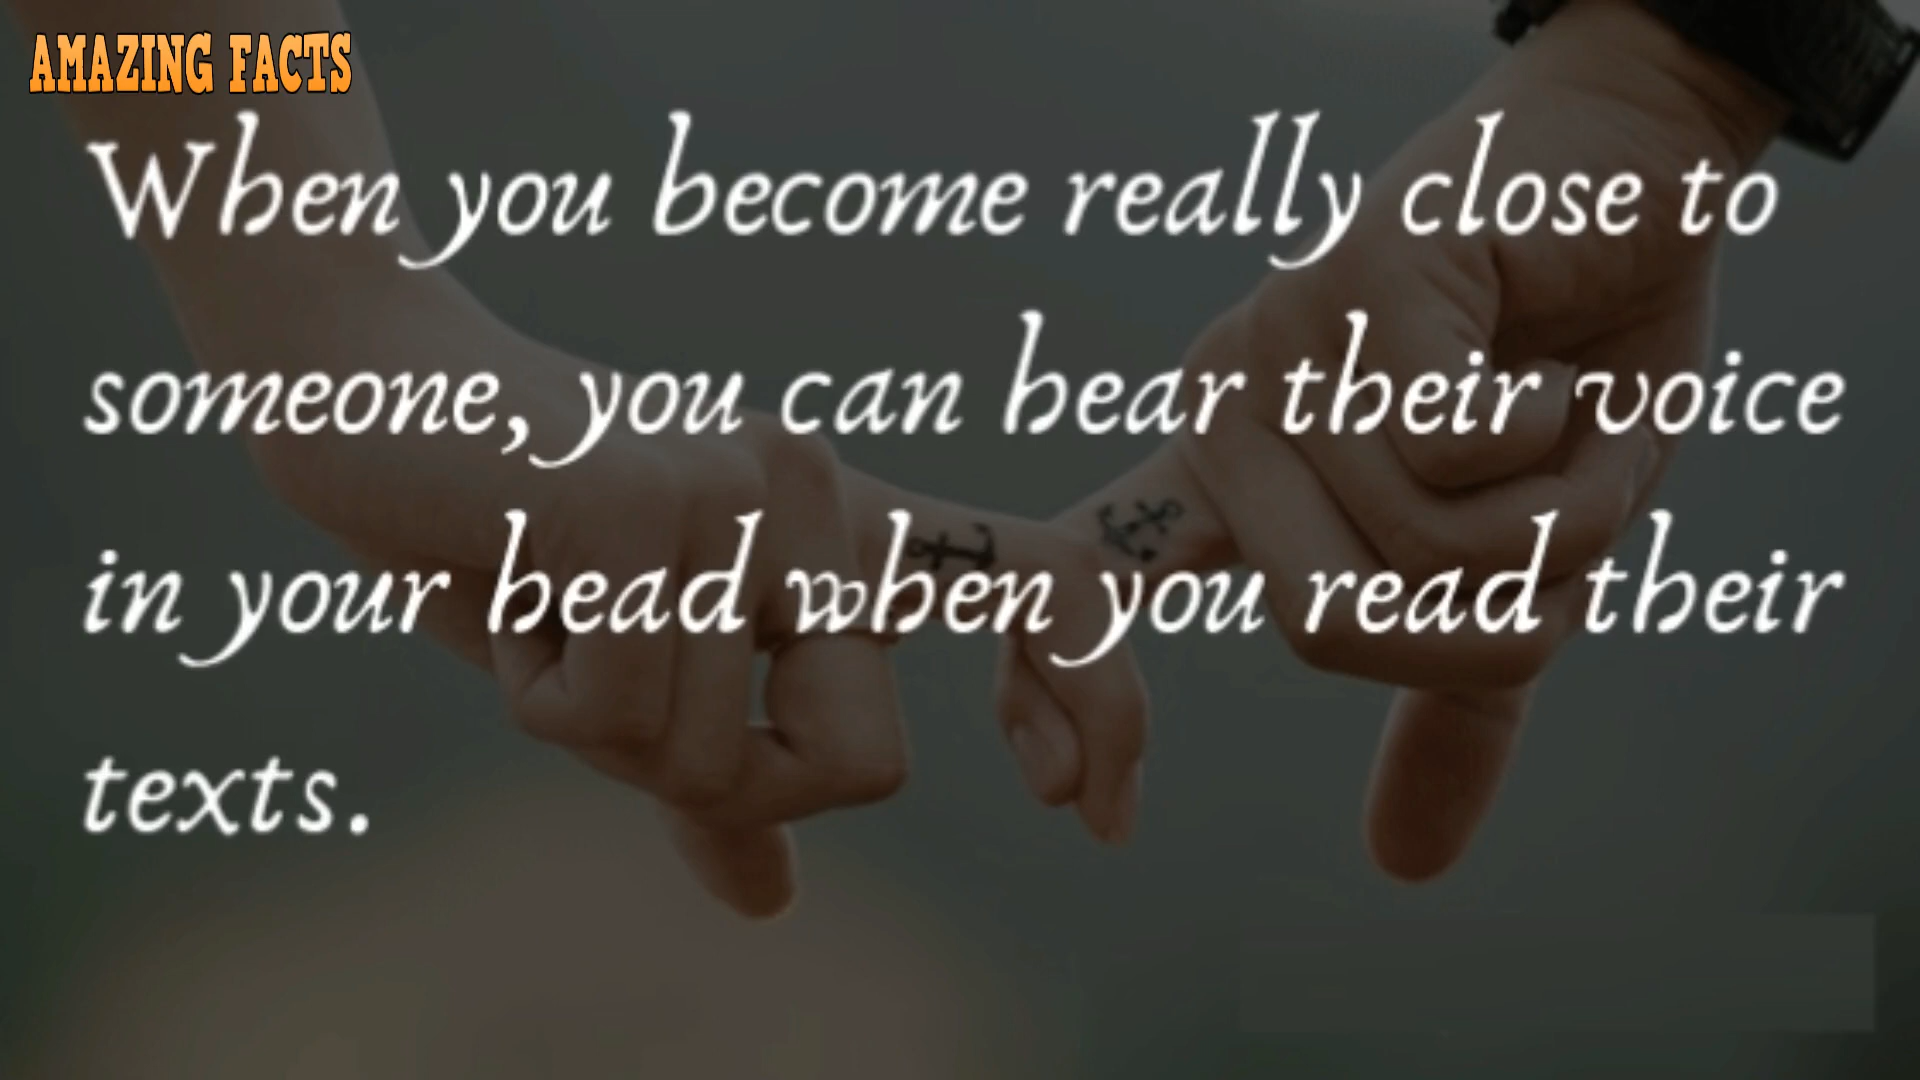 AMAZING FACTS
When you become really close to
someone, you can hear their voice
in your head when you read their
texts.